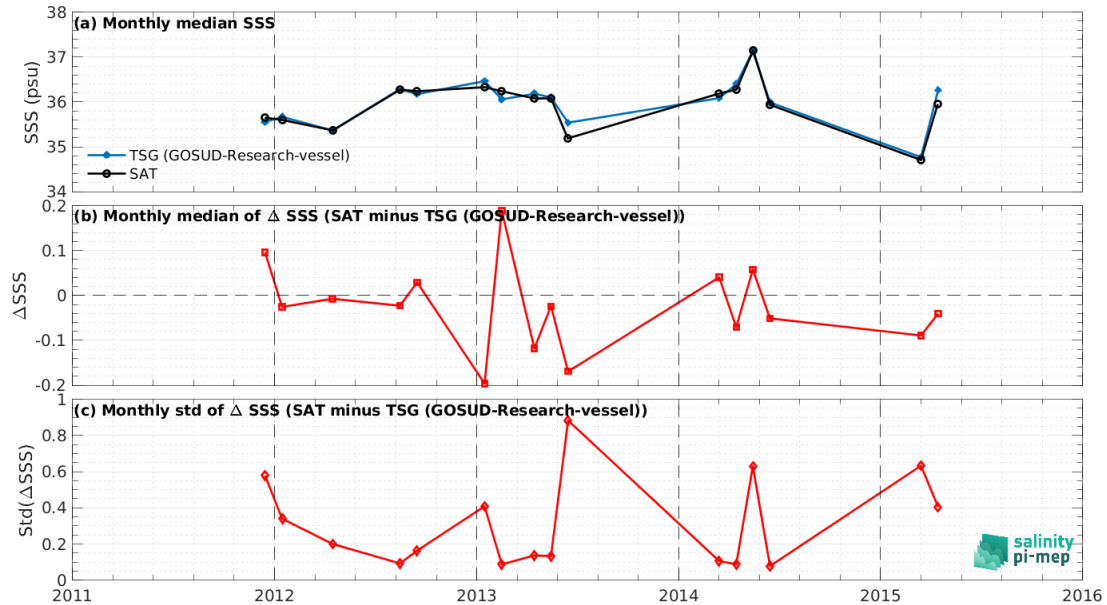 (a) Monthly median SSS
38
37
36
35
34
SSS (psu)
TSG (GOSUD-Research-vessel)
SAT
(b) Monthly median of Δ SSS (SAT minus TSG (GOSUD-Research-vessel))
0.2
0.1
0
-0.1
-0.2
ΔSSS
(c) Monthly std of Δ SSS (SAT minus TSG (GOSUD-Research-vessel))
1
0.8
0.6
0.4
0.2
0
Std(ΔSSS)
salinity
pi-mep
2011 2012 2013 2014 2015 2016